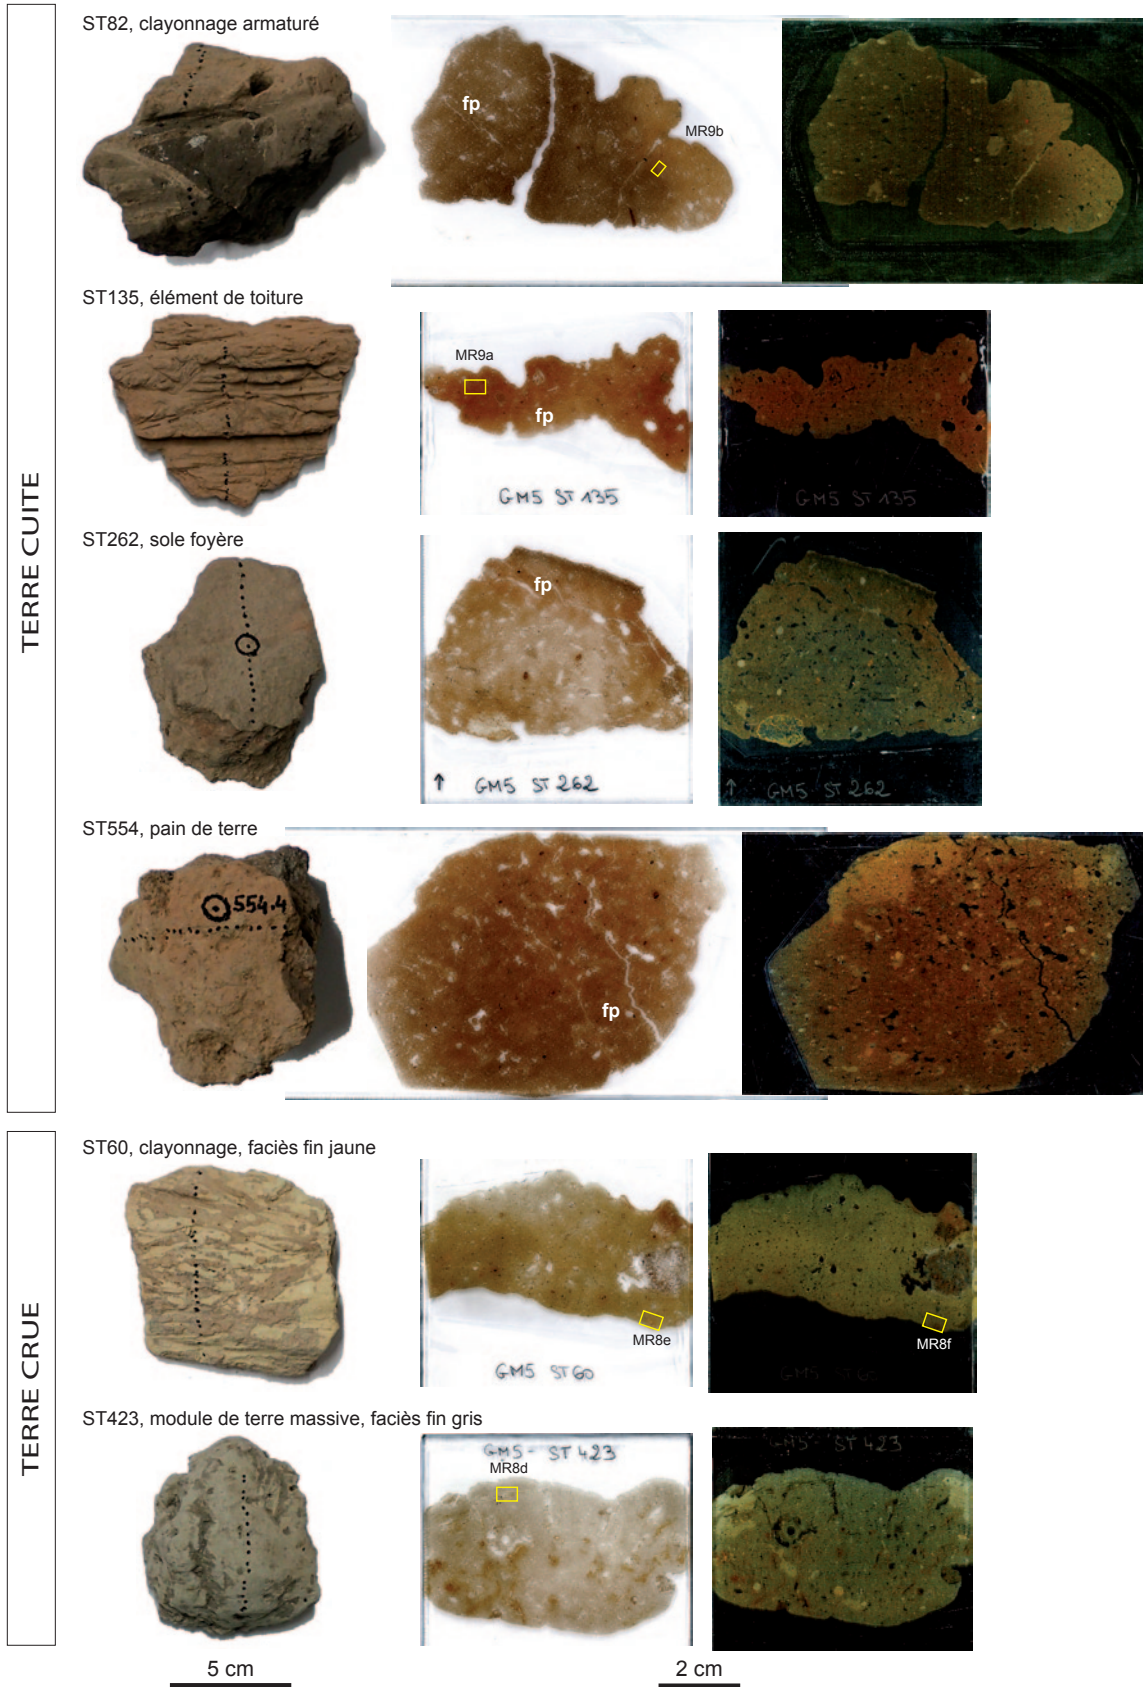 TERRE CUITE
ST82, clayonnage armaturé
fp
MR9b
ST135, élément de toiture
MR9a
fp
GM5 ST 135
GM5 ST 135
ST262, sole foyère
fp
↑ GM5 ST 262
↑ GM5 ST 262
ST554, pain de terre
554.4
fp
TERRE CRUE
ST60, clayonnage, faciès fin jaune
MR8e
MR8f
GM5 ST60
GM5 ST60
ST423, module de terre massive, faciès fin gris
GM5- ST 423
MR8d
GM5- ST 423
5 cm
2 cm